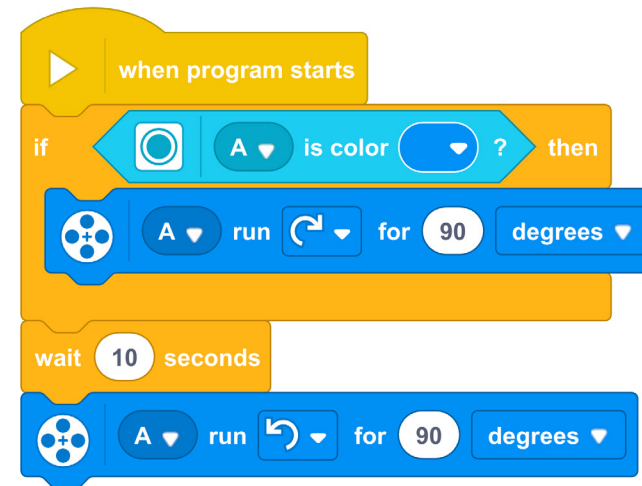 when program starts
if A is color ? then
A run for 90 degrees
wait 10 seconds
A run for 90 degrees